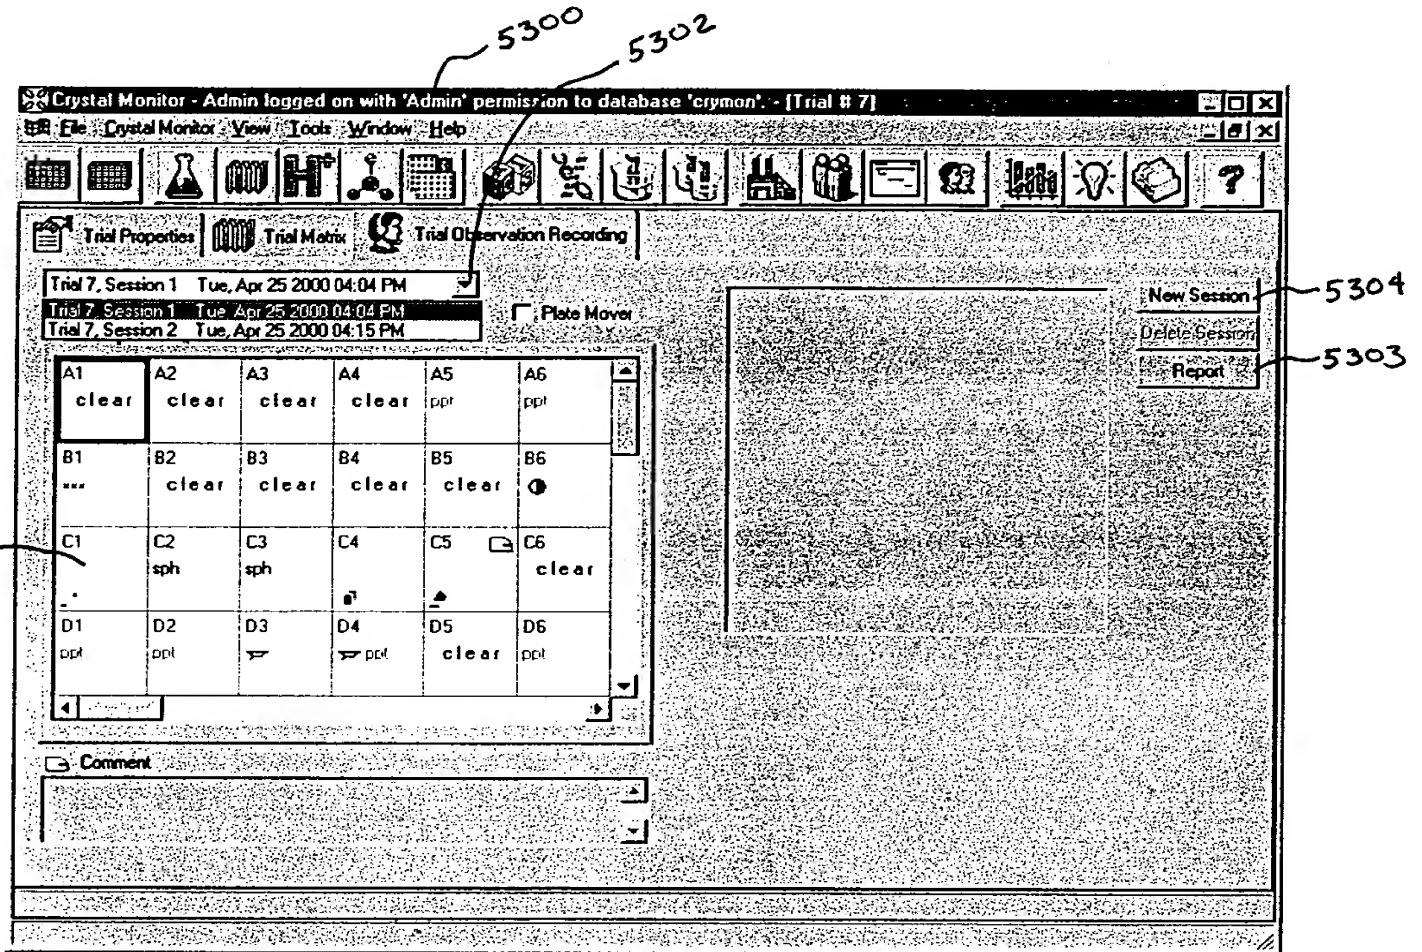 5300
5302
Crystal Monitor - Admin logged on with 'Admin' permission to database 'crymon'. - [Trial # 7]
File Crystal Monitor View Tools Window Help
Trial Properties Trial Matrix Trial Observation Recording
Trial 7, Session 1 Tue, Apr 25 2000 04:04 PM
Trial 7, Session 1 Tue, Apr 25 2000 04:04 PM
Trial 7, Session 2 Tue, Apr 25 2000 04:15 PM
Plate Mover
New Session 5304
Delete Session
Report 5303
A1 A2 A3 A4 A5 A6
clear clear clear clear ppt ppt
B1 B2 B3 B4 B5 B6
*** clear clear clear clear
C1 C2 C3 C4 C5 C6
sph sph clear
D1 D2 D3 D4 D5 D6
ppt ppt ppt clear ppt
Comment